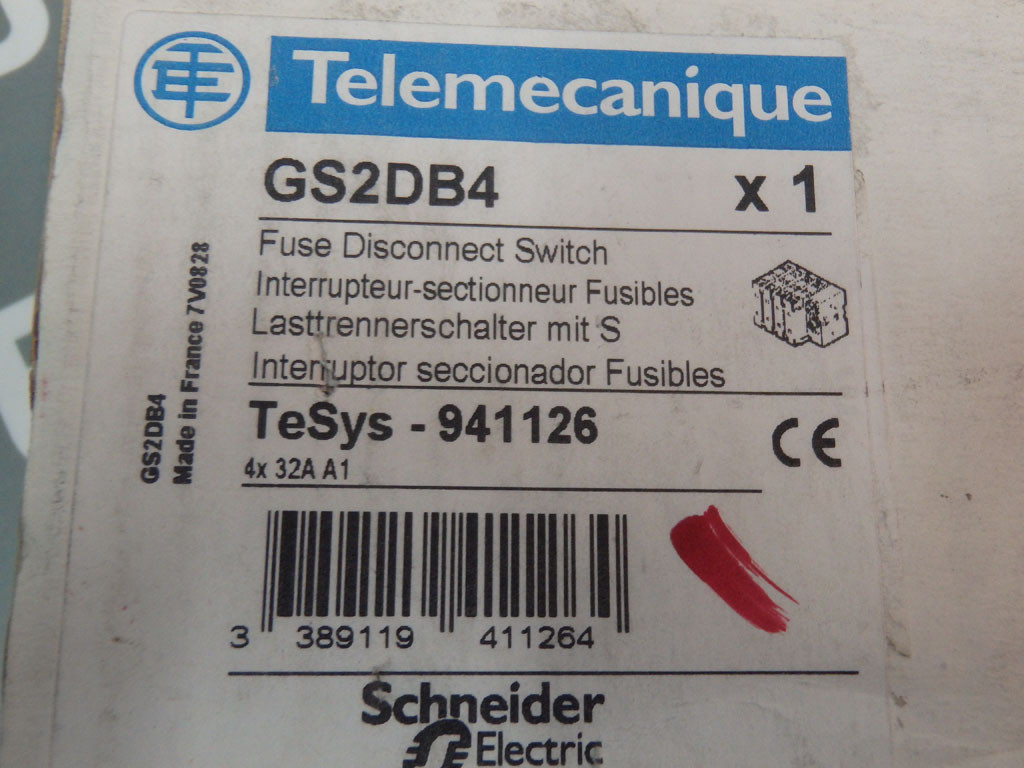 Telemecanique
GS2DB4 x 1
Fuse Disconnect Switch
Interrupteur-sectionneur Fusibles
Lasttrennerschalter mit S
Interruptor seccionador Fusibles
TeSys - 941126
4x 32A A1
CE
GS2DB4
Made in France 7V0828
3 389119 411264
Schneider
Electric